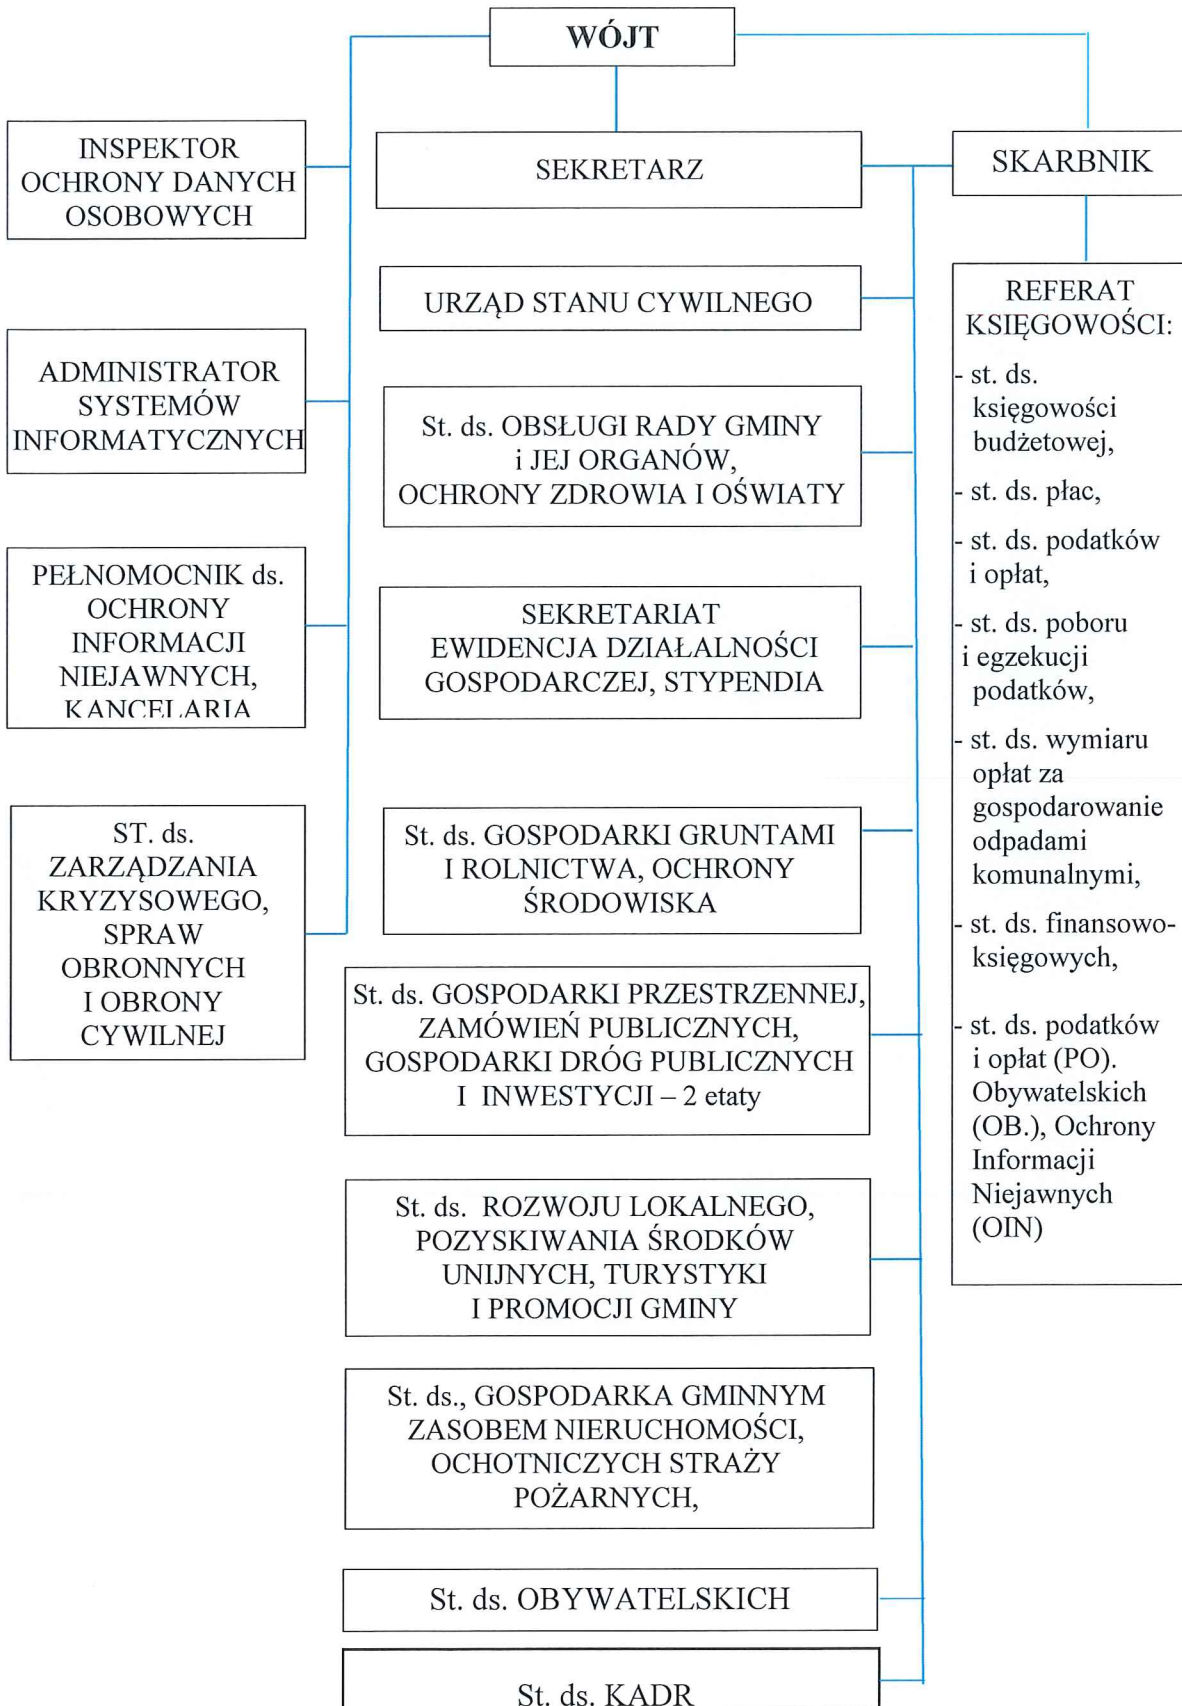 WÓJT
INSPEKTOR
OCHRONY DANYCH
OSOBOWYCH
SEKRETARZ
SKARBNIK
URZĄD STANU CYWILNEGO
ADMINISTRATOR
SYSTEMÓW
INFORMATYCZNYCH
St. ds. OBSŁUGI RADY GMINY
i JEJ ORGANÓW,
OCHRONY ZDROWIA I OŚWIATY
PEŁNOMOCNIK ds.
OCHRONY
INFORMACJI
NIEJAWNYCH,
KANCELARIA
SEKRETARIAT
EWIDENCJA DZIAŁALNOŚCI
GOSPODARCZEJ, STYPENDIA
ST. ds.
ZARZĄDZANIA
KRYZYSOWEGO,
SPRAW
OBRONNYCH
I OBRONY
CYWILNEJ
St. ds. GOSPODARKI GRUNTAMI
I ROLNICTWA, OCHRONY
ŚRODOWISKA
St. ds. GOSPODARKI PRZESTRZENNEJ,
ZAMÓWIEŃ PUBLICZNYCH,
GOSPODARKI DRÓG PUBLICZNYCH
I INWESTYCJI – 2 etaty
St. ds. ROZWOJU LOKALNEGO,
POZYSKIWANIA ŚRODKÓW
UNIJNYCH, TURYSTYKI
I PROMOCJI GMINY
St. ds., GOSPODARKA GMINNYM
ZASOBEM NIERUCHOMOŚCI,
OCHOTNICZYCH STRAŻY
POŻARNYCH,
St. ds. OBYWATELSKICH
St. ds. KADR
REFERAT
KSIĘGOWOŚCI:
- st. ds.
księgowości
budżetowej,
- st. ds. płac,
- st. ds. podatków
i opłat,
- st. ds. poboru
i egzekucji
podatków,
- st. ds. wymiaru
opłat za
gospodarowanie
odpadami
komunalnymi,
- st. ds. finansowo-
księgowych,
- st. ds. podatków
i opłat (PO).
Obywatelskich
(OB.), Ochrony
Informacji
Niejawnych
(OIN)